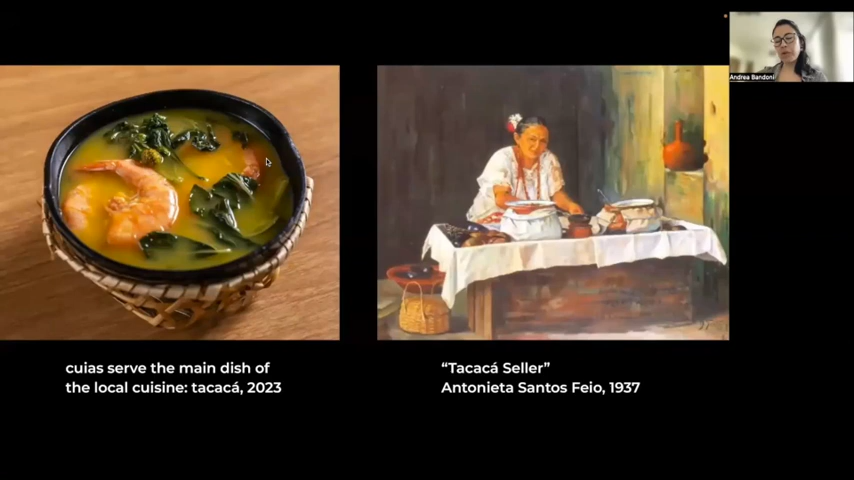 Andrea Bandoni
cuias serve the main dish of
the local cuisine: tacacá, 2023
“Tacacá Seller”
Antonieta Santos Feio, 1937